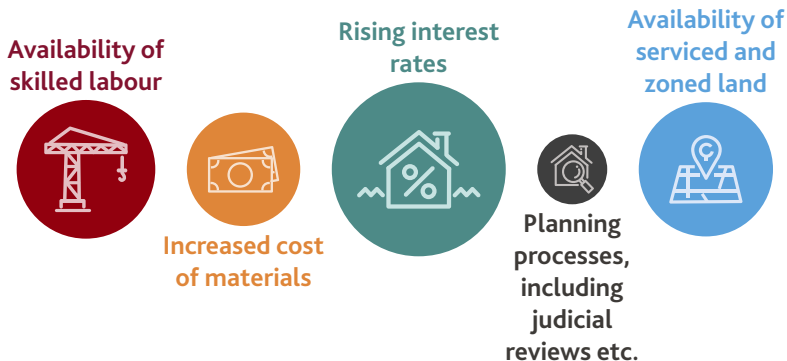 Availability of
skilled labour
Increased cost
of materials
Rising interest
rates
%
Planning
processes,
including
judicial
reviews etc.
Availability of
serviced and
zoned land